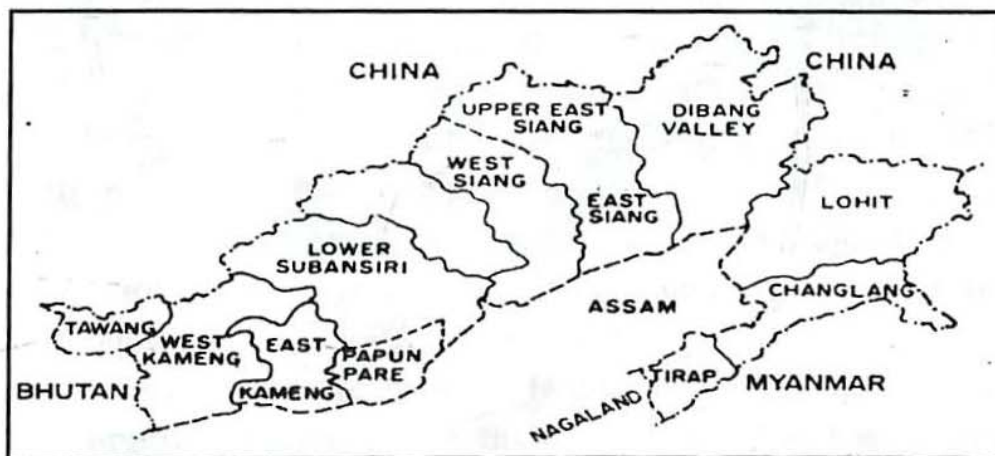 CHINA
CHINA
UPPER EAST
SIANG
DIBANG
VALLEY
WEST
SIANG
EAST
SIANG
LOHIT
LOWER
SUBANSIRI
CHANGLANG
ASSAM
TAWANG
WEST
KAMENG
EAST
KAMENG
PAPUN
PARE
BHUTAN
TIRAP
MYANMAR
NAGALAND